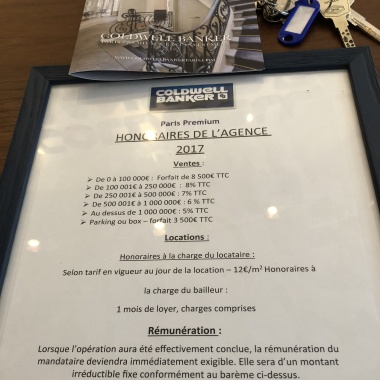 COLDWELL BANKER
COLDWELL
BANKER
Paris Premium
HONORAIRES DE L'AGENCE
2017
Ventes :
➢ De 0 à 100 000€ : Forfait de 8 500€ TTC
➢ De 100 001€ à 250 000€ : 8% TTC
➢ De 250 001€ à 500 000€ : 7% TTC
➢ De 500 001€ à 1 000 000€ : 6 % TTC
➢ Au dessus de 1 000 000€ : 5% TTC
➢ Parking ou box – forfait 3 500€ TTC
Locations :
Honoraires à la charge du locataire :
Selon tarif en vigueur au jour de la location – 12€/m² Honoraires à
la charge du bailleur :
1 mois de loyer, charges comprises
Rémunération :
Lorsque l'opération aura été effectivement conclue, la rémunération du
mandataire deviendra immédiatement exigible. Elle sera d'un montant
irréductible fixe conformément au barème ci-dessus.